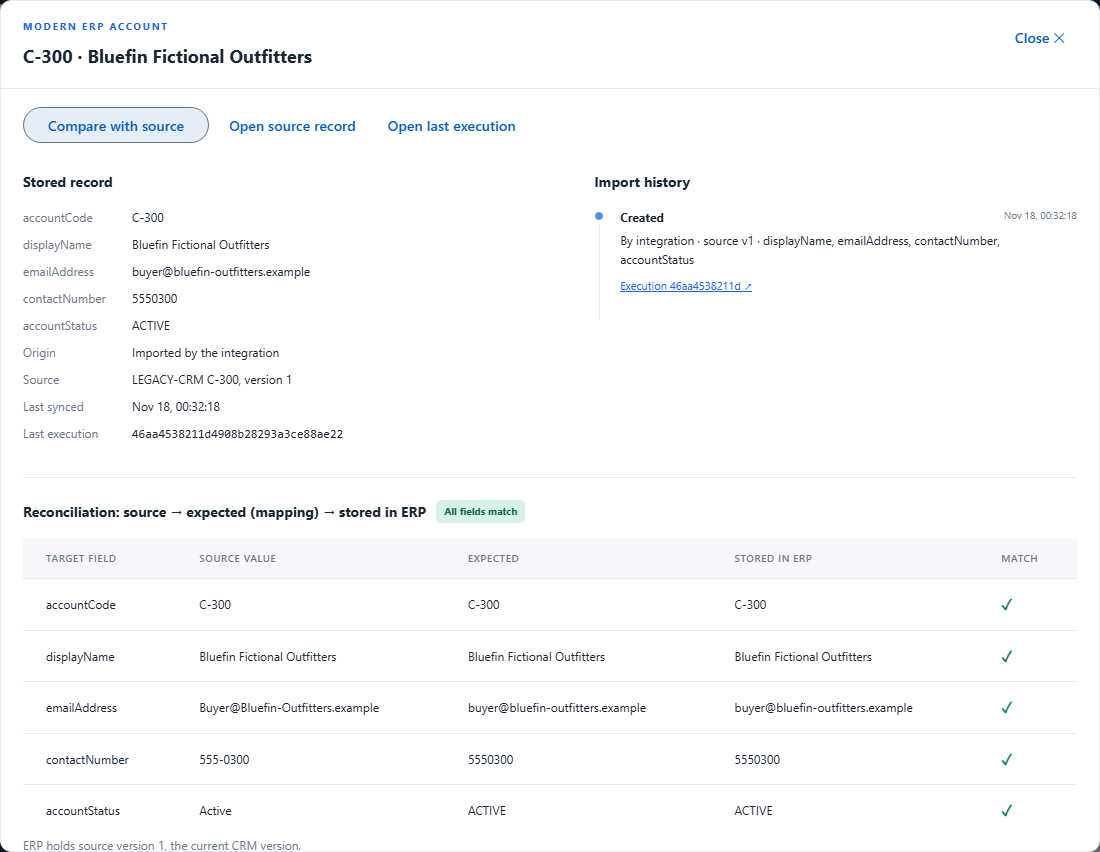 MODERN ERP ACCOUNT
C-300 · Bluefin Fictional Outfitters
Close ×
Compare with source
Open source record
Open last execution
Stored record
accountCode C-300
displayName Bluefin Fictional Outfitters
emailAddress buyer@bluefin-outfitters.example
contactNumber 5550300
accountStatus ACTIVE
Origin Imported by the integration
Source LEGACY-CRM C-300, version 1
Last synced Nov 18, 00:32:18
Last execution 46aa4538211d4908b28293a3ce88ae22
Import history
Created Nov 18, 00:32:18
By integration · source v1 · displayName, emailAddress, contactNumber,
accountStatus
Execution 46aa4538211d ↗
Reconciliation: source → expected (mapping) → stored in ERP All fields match
TARGET FIELD SOURCE VALUE EXPECTED STORED IN ERP MATCH
accountCode C-300 C-300 C-300 ✓
displayName Bluefin Fictional Outfitters Bluefin Fictional Outfitters Bluefin Fictional Outfitters ✓
emailAddress Buyer@Bluefin-Outfitters.example buyer@bluefin-outfitters.example buyer@bluefin-outfitters.example ✓
contactNumber 555-0300 5550300 5550300 ✓
accountStatus Active ACTIVE ACTIVE ✓
ERP holds source version 1, the current CRM version.